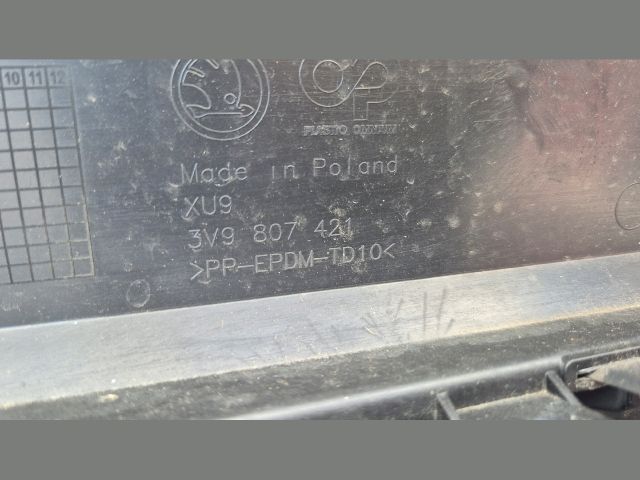 10 11 12
PLASTIC OMNIUM
Made in Poland
XU9
3V9 807 421
>PP-EPDM-TD10<